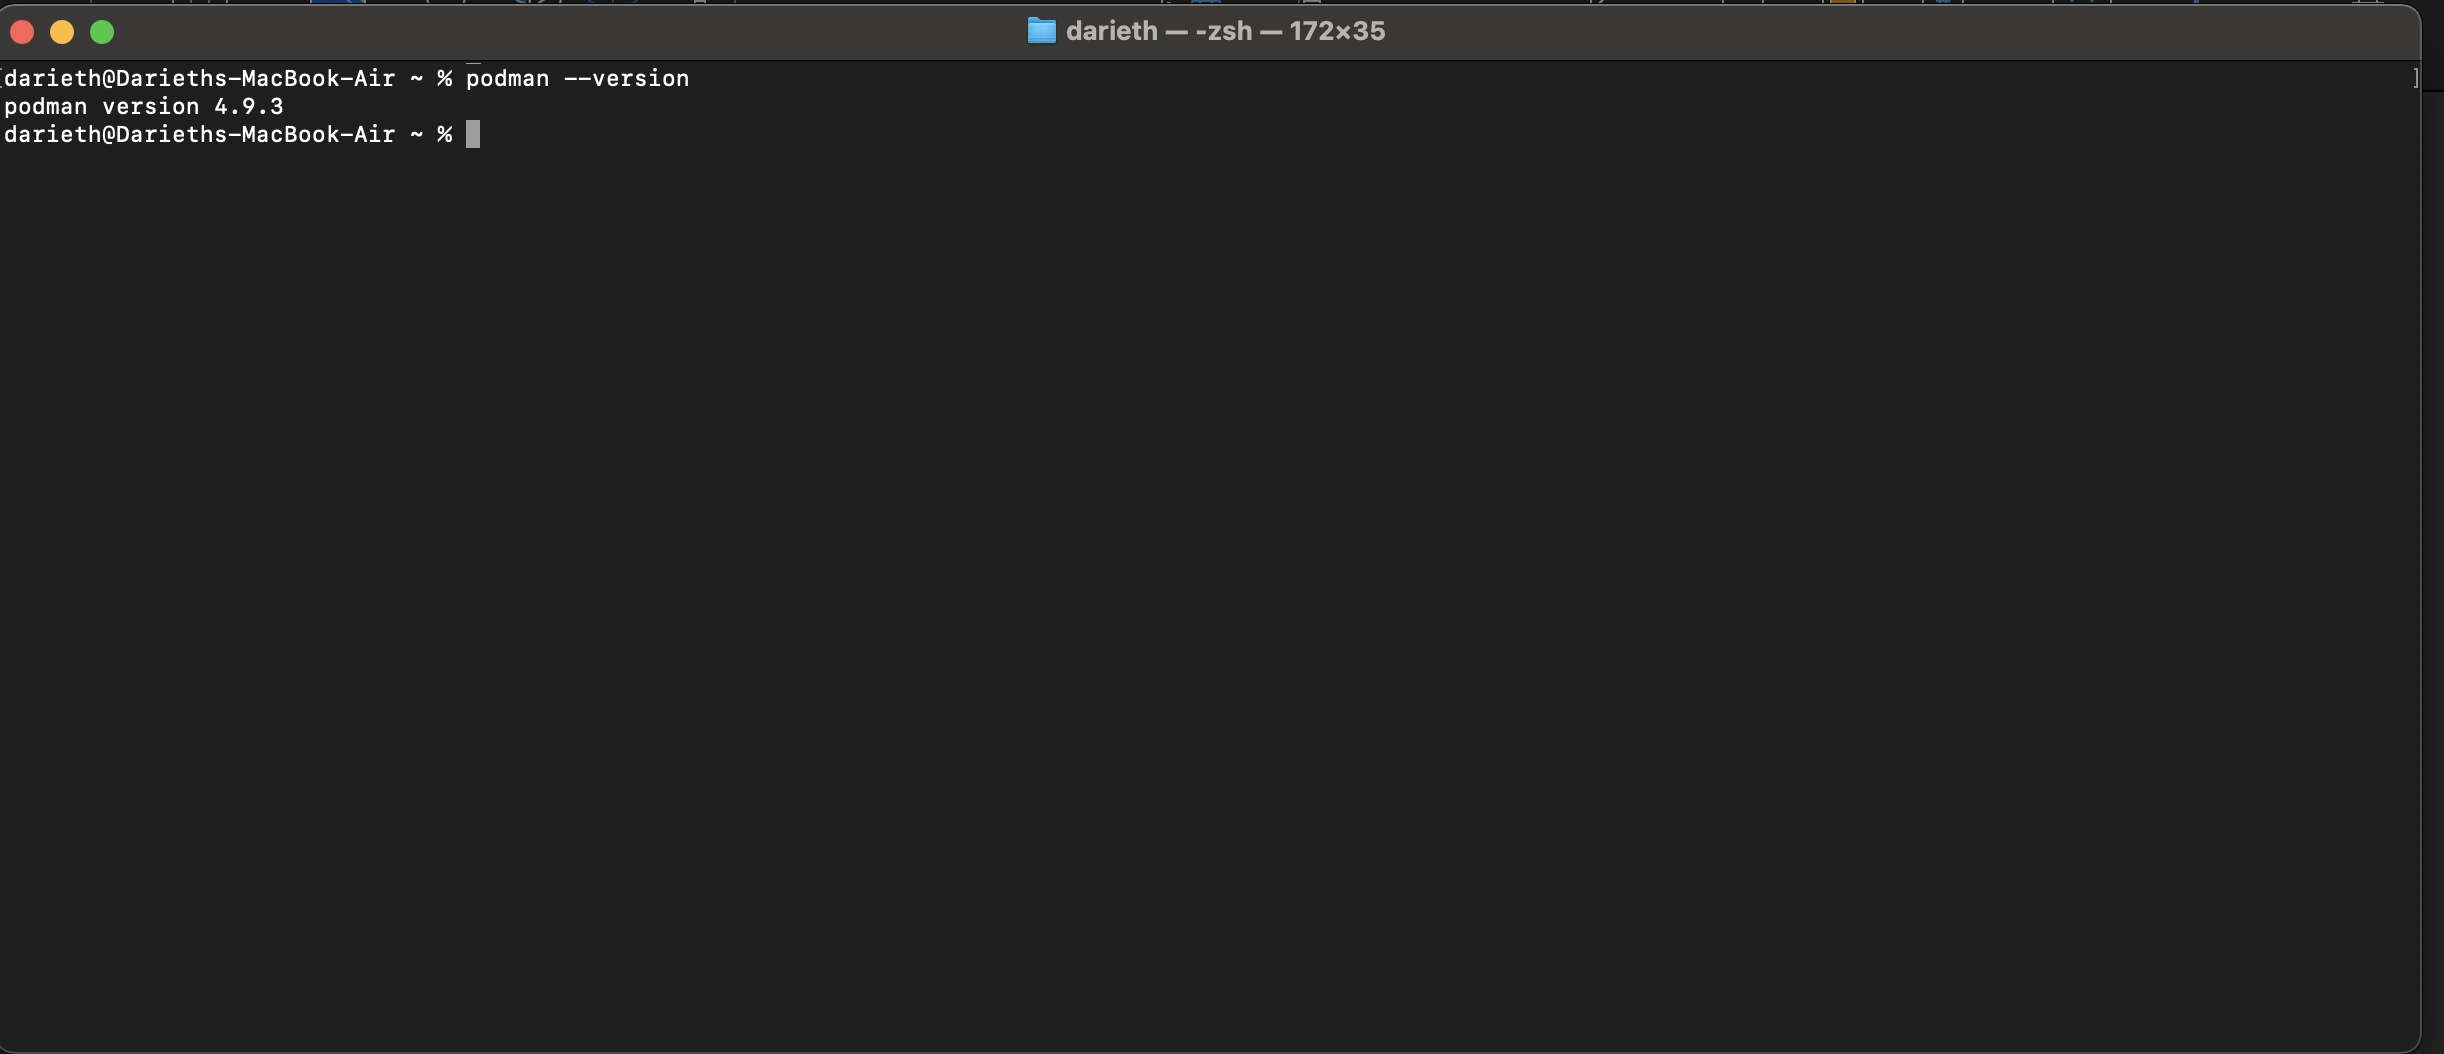 darieth — -zsh — 172×35
[darieth@Darieths-MacBook-Air ~ % podman --version ]
podman version 4.9.3
darieth@Darieths-MacBook-Air ~ %